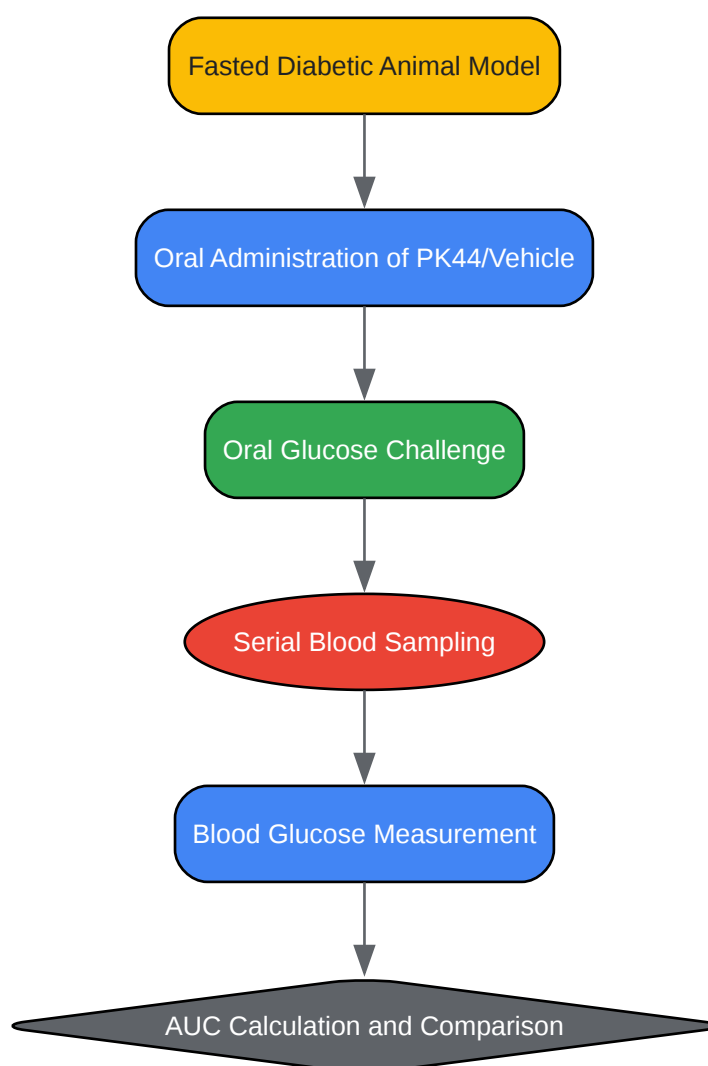 Fasted Diabetic Animal Model
Oral Administration of PK44/Vehicle
Oral Glucose Challenge
Serial Blood Sampling
Blood Glucose Measurement
AUC Calculation and Comparison